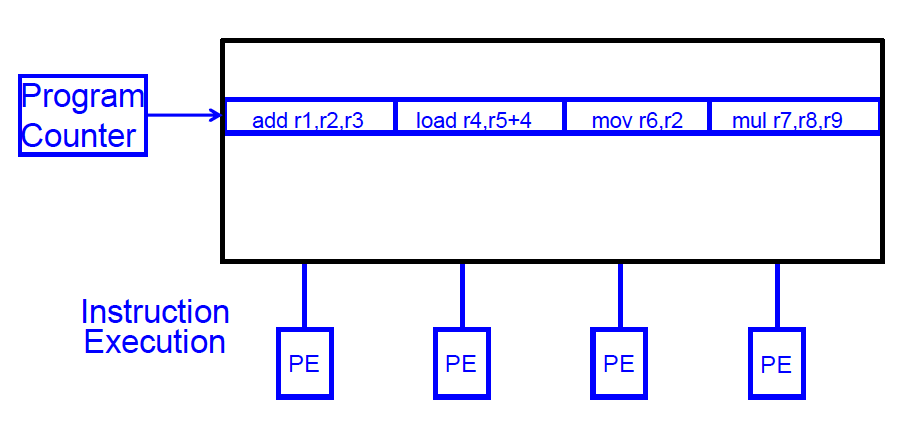 Program
Counter
add r1,r2,r3
load r4,r5+4
mov r6,r2
mul r7,r8,r9
Instruction
Execution
PE
PE
PE
PE